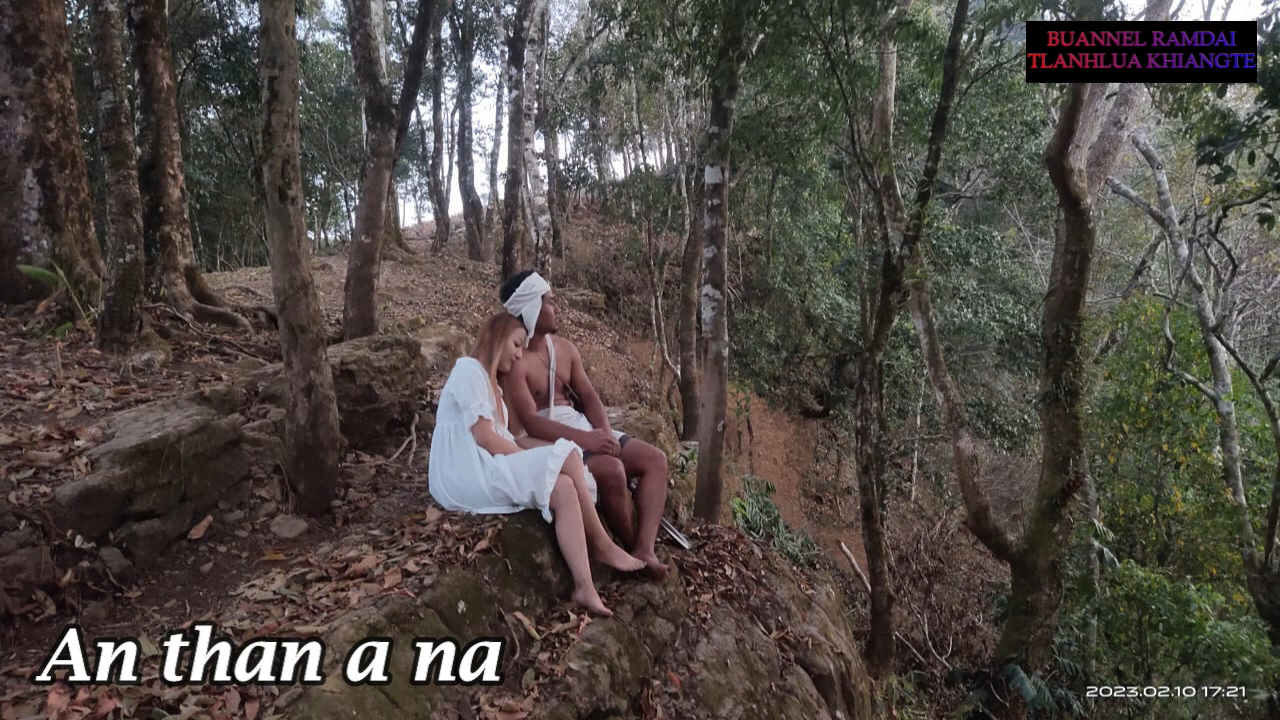 BUANNEL RAMDAI
TLANHLUA KHIANGTE
An than a na
2023.02.10 17:21